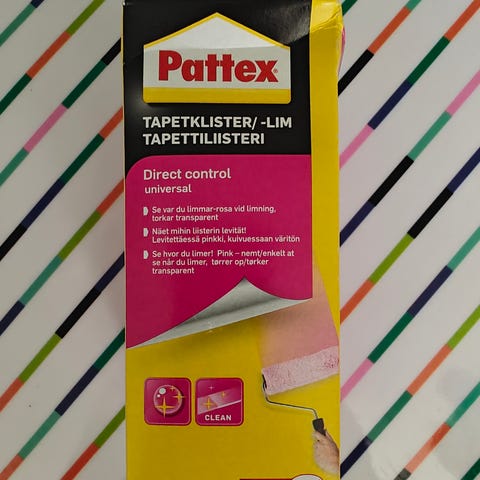 Pattex
TAPETKLISTER/ -LIM
TAPETTILIISTERI
Direct control
universal
Se var du limmar-rosa vid limning,
torkar transparent
Näet mihin liisterin levität!
Levitettäessä pinkki, kuivuessaan väritön
Se hvor du limer! Pink – nemt/enkelt at
se når du limer, tørrer op/tørker
transparent
CLEAN